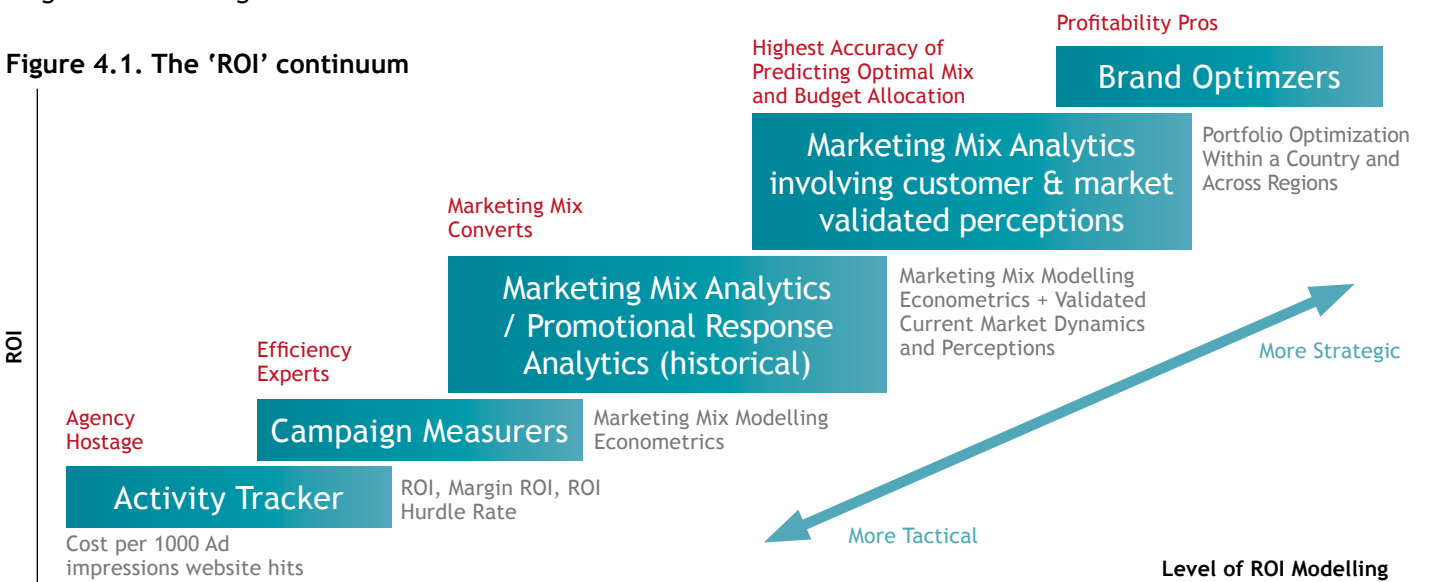 Figure 4.1. The ‘ROI’ continuum
Profitability Pros
Brand Optimzers
Portfolio Optimization
Within a Country and
Across Regions
Highest Accuracy of
Predicting Optimal Mix
and Budget Allocation
Marketing Mix Analytics
involving customer & market
validated perceptions
Marketing Mix Modelling
Econometrics + Validated
Current Market Dynamics
and Perceptions
Marketing Mix
Converts
Marketing Mix Analytics
/ Promotional Response
Analytics (historical)
Marketing Mix Modelling
Econometrics
Efficiency
Experts
Campaign Measurers
ROI, Margin ROI, ROI
Hurdle Rate
Agency
Hostage
Activity Tracker
Cost per 1000 Ad
impressions website hits
ROI
More Strategic
More Tactical
Level of ROI Modelling